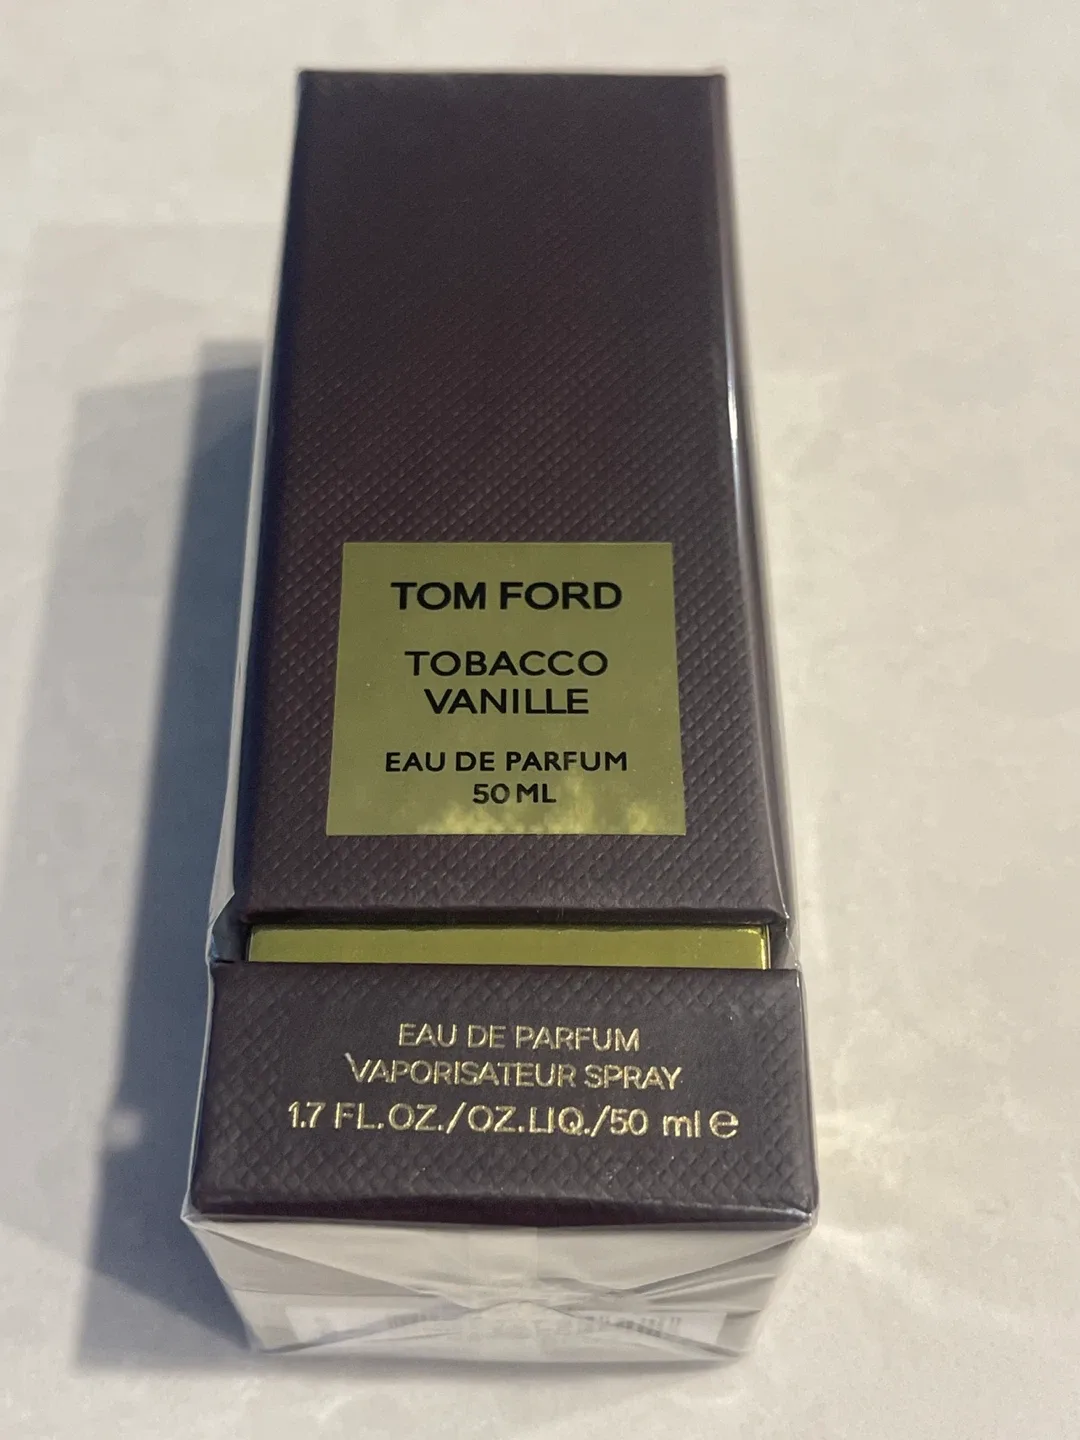 TOM FORD
TOBACCO
VANILLE
EAU DE PARFUM
50 ML
EAU DE PARFUM
VAPORISATEUR SPRAY
1.7 FL.OZ./OZ.LIQ./50 ml ℮